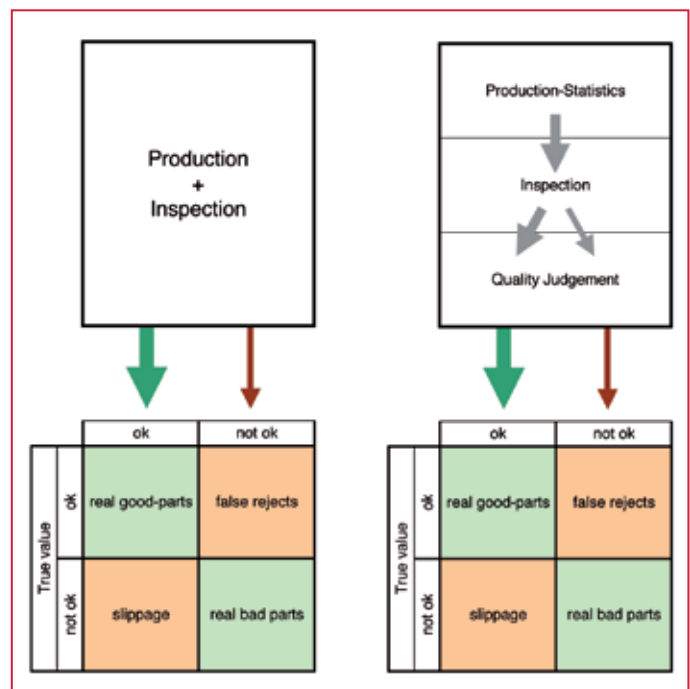 Production
+
Inspection
ok
not ok
True value
ok
real good-parts
false rejects
not ok
slippage
real bad parts
Production-Statistics
Inspection
Quality Judgement
ok
not ok
True value
ok
real good-parts
false rejects
not ok
slippage
real bad parts